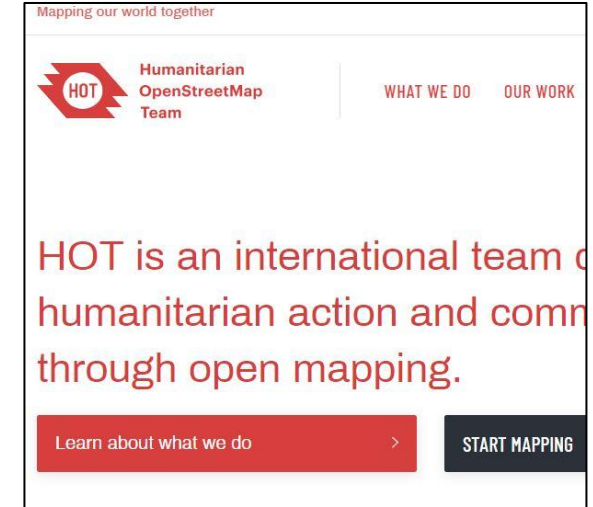 Mapping our world together
HOT
Humanitarian
OpenStreetMap
Team
WHAT WE DO OUR WORK
HOT is an international team
humanitarian action and comm
through open mapping.
Learn about what we do >
START MAPPING